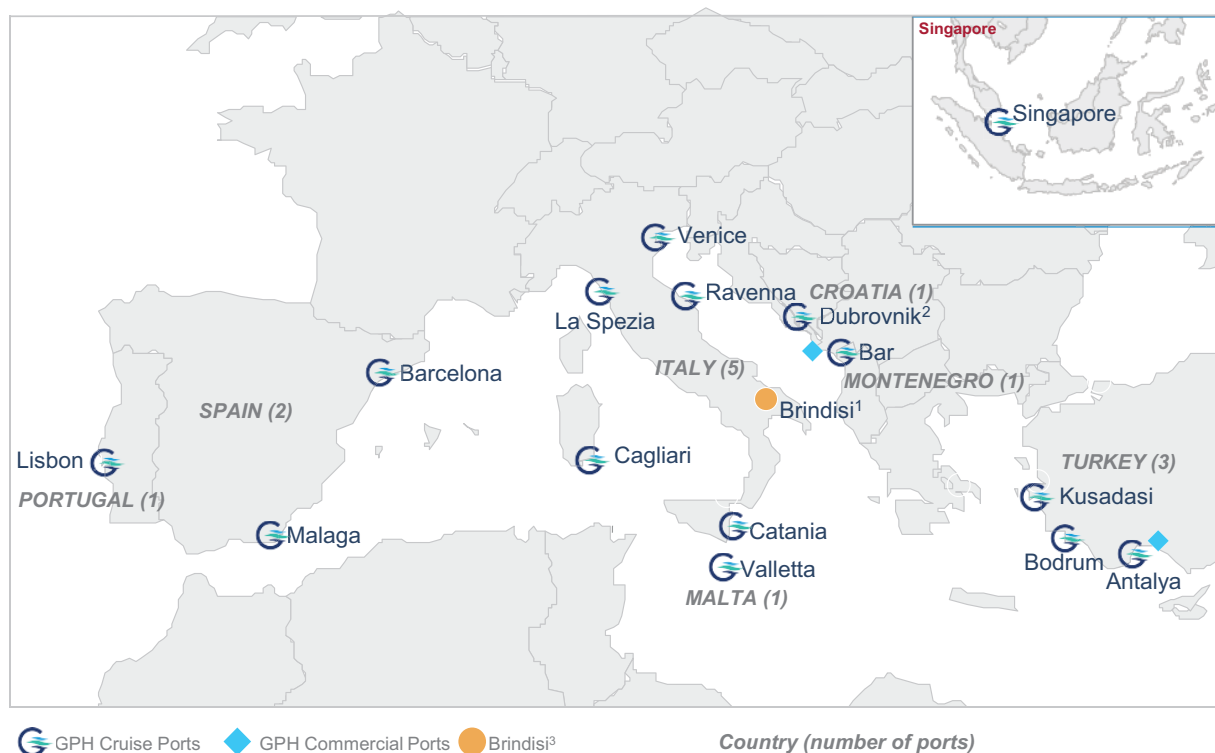 Singapore
Singapore
Venice
Ravenna
La Spezia
CROATIA (1)
Dubrovnik²
Bar
MONTENEGRO (1)
ITALY (5)
Brindisi¹
Barcelona
SPAIN (2)
Lisbon
PORTUGAL (1)
Malaga
Cagliari
Catania
Valletta
MALTA (1)
TURKEY (3)
Kusadasi
Bodrum
Antalya
GPH Cruise Ports
GPH Commercial Ports
Brindisi³
Country (number of ports)